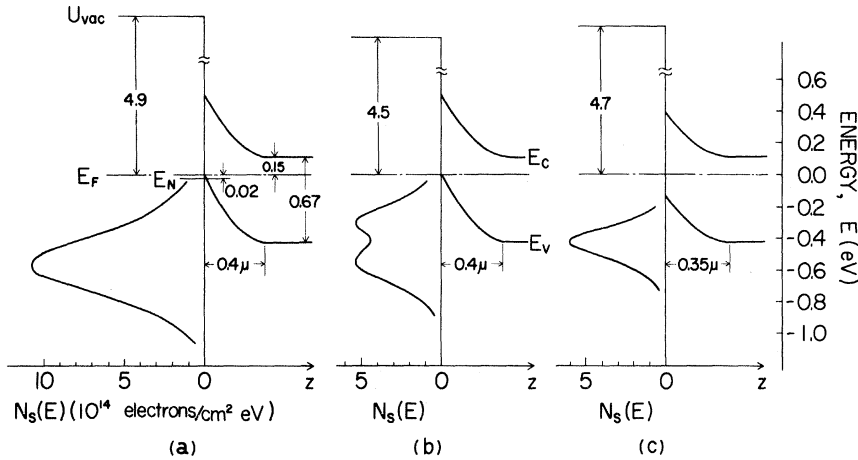 U_vac
4.9
E_F
E_N
0.02
0.15
0.67
0.4μ
10 5 0 z
N_S(E) (10^14 electrons/cm² eV)
(a)
4.5
E_C
E_V
0.4μ
5 0 z
N_S(E)
(b)
4.7
0.35μ
5 0 z
N_S(E)
(c)
0.6
0.4
0.2
0.0
-0.2
-0.4
-0.6
-0.8
-1.0
ENERGY, E (eV)